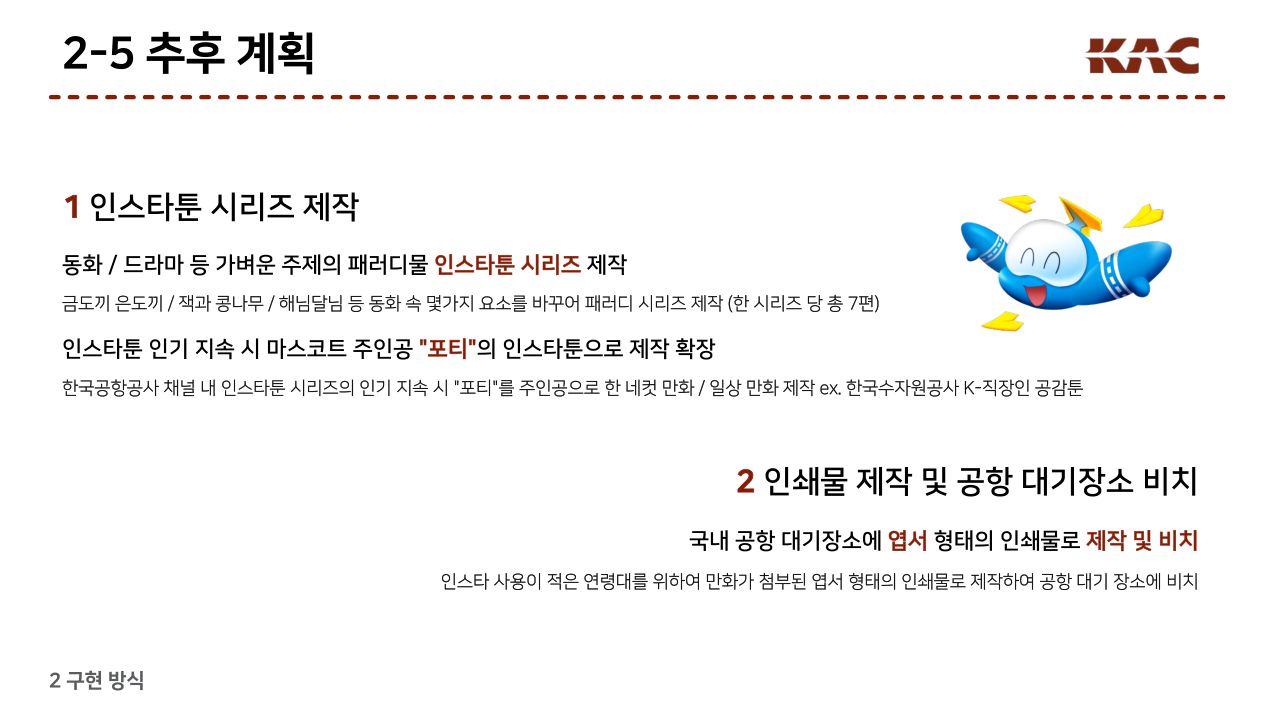 2-5 추후 계획
KAC
1 인스타툰 시리즈 제작
동화 / 드라마 등 가벼운 주제의 패러디물 인스타툰 시리즈 제작
금도끼 은도끼 / 잭과 콩나무 / 해님달님 등 동화 속 몇가지 요소를 바꾸어 패러디 시리즈 제작 (한 시리즈 당 총 7편)
인스타툰 인기 지속 시 마스코트 주인공 "포티"의 인스타툰으로 제작 확장
한국공항공사 채널 내 인스타툰 시리즈의 인기 지속 시 "포티"를 주인공으로 한 네컷 만화 / 일상 만화 제작 ex. 한국수자원공사 K-직장인 공감툰
2 인쇄물 제작 및 공항 대기장소 비치
국내 공항 대기장소에 엽서 형태의 인쇄물로 제작 및 비치
인스타 사용이 적은 연령대를 위하여 만화가 첨부된 엽서 형태의 인쇄물로 제작하여 공항 대기 장소에 비치
2 구현 방식